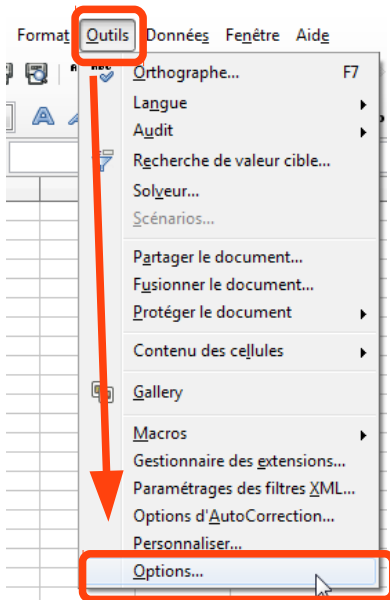 Format Outils Données Fenêtre Aide
Orthographe... F7
Langue
Audit
Recherche de valeur cible...
Solveur...
Scénarios...
Partager le document...
Fusionner le document...
Protéger le document
Contenu des cellules
Gallery
Macros
Gestionnaire des extensions...
Paramétrages des filtres XML...
Options d'AutoCorrection...
Personnaliser...
Options...